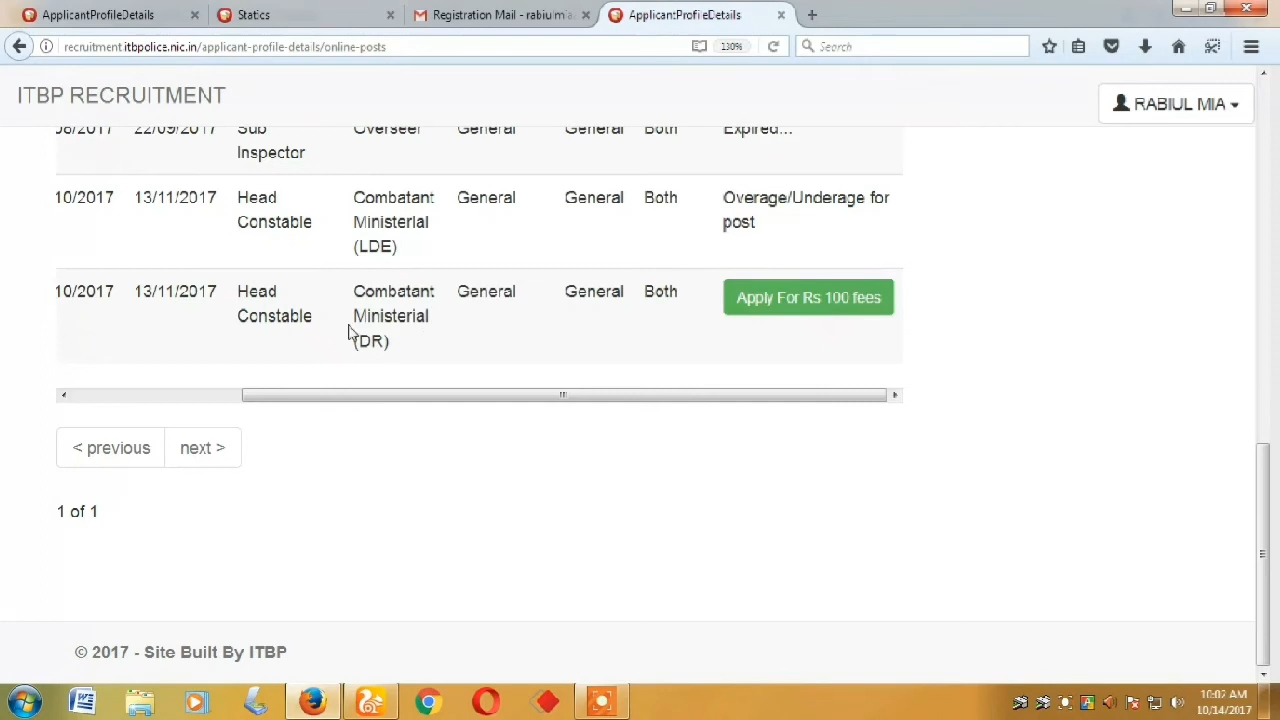 ApplicantProfileDetails
Statics
Registration Mail - rabiulmia
ApplicantProfileDetails
recruitment.itbpolice.nic.in/applicant-profile-details/online-posts
130%
Search
ITBP RECRUITMENT
RABIUL MIA
08/2017 22/09/2017 Sub Overseer General General Both Expired...
Inspector
10/2017 13/11/2017 Head Combatant General General Both Overage/Underage for
Constable Ministerial post
(LDE)
10/2017 13/11/2017 Head Combatant General General Both Apply For Rs 100 fees
Constable Ministerial
(DR)
< previous next >
1 of 1
© 2017 - Site Built By ITBP
10:02 AM
10/14/2017